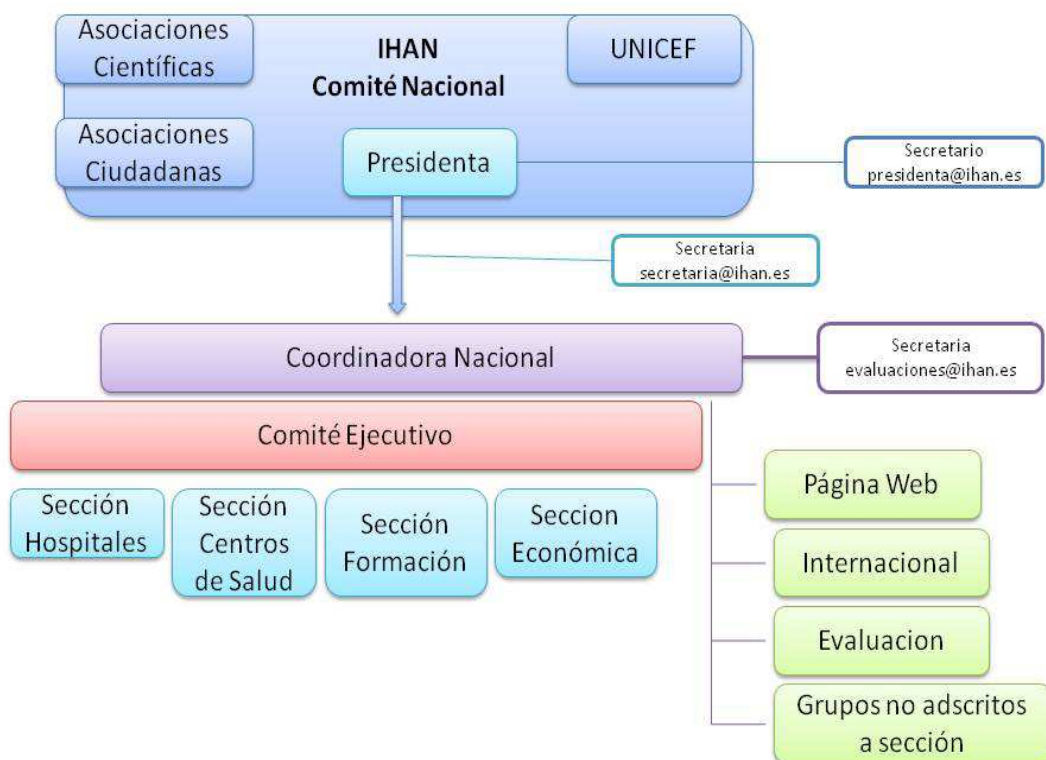 Asociaciones
Científicas
IHAN
Comité Nacional
UNICEF
Asociaciones
Ciudadanas
Presidenta
Secretario
presidenta@ihan.es
Secretaria
secretaria@ihan.es
Coordinadora Nacional
Secretaria
evaluaciones@ihan.es
Comité Ejecutivo
Sección
Hospitales
Sección
Centros
de Salud
Sección
Formación
Seccion
Económica
Página Web
Internacional
Evaluacion
Grupos no adscritos
a sección